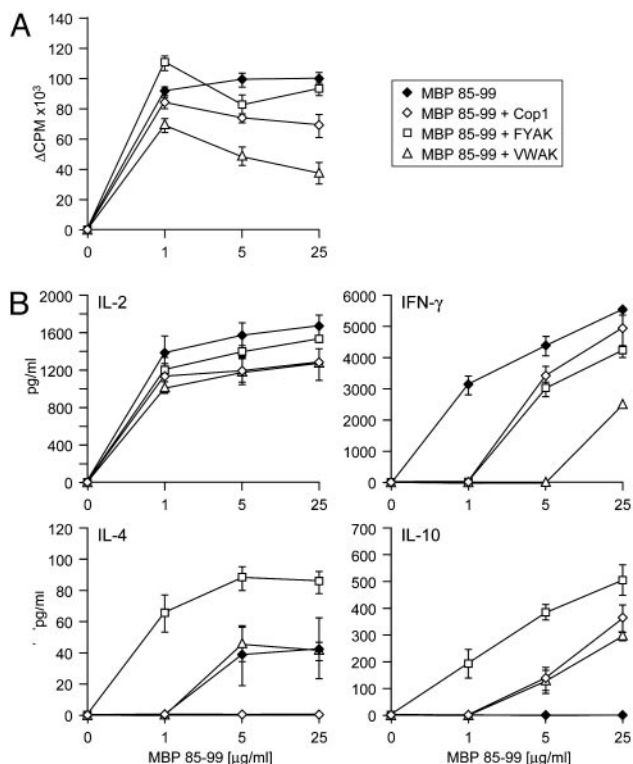 A
ΔCPM x10³
140
120
100
80
60
40
20
0
0 1 5 25
MBP 85-99
MBP 85-99 + Cop1
MBP 85-99 + FYAK
MBP 85-99 + VWAK
B
IL-2
pg/ml
2000
1600
1200
800
400
0
0 1 5 25
IFN-γ
6000
5000
4000
3000
2000
1000
0
0 1 5 25
IL-4
pg/ml
120
100
80
60
40
20
0
0 1 5 25
MBP 85-99 [μg/ml]
IL-10
700
600
500
400
300
200
100
0
0 1 5 25
MBP 85-99 [μg/ml]